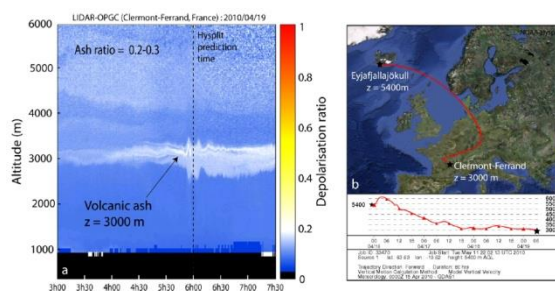 LIDAR-OPGC (Clermont-Ferrand, France) : 2010/04/19
6000
5000
4000
3000
2000
1000
Altitude (m)
Ash ratio = 0.2-0.3
Hysplit
prediction
time
Volcanic ash
z = 3000 m
a
3h00
3h30
4h00
4h30
5h00
5h30
6h00
6h30
7h00
7h30
1
0.8
0.6
0.4
0.2
0
Depolarisation ratio
Eyjafjallajökull
z = 5400m
Clermont-Ferrand
z = 3000 m
b
5400